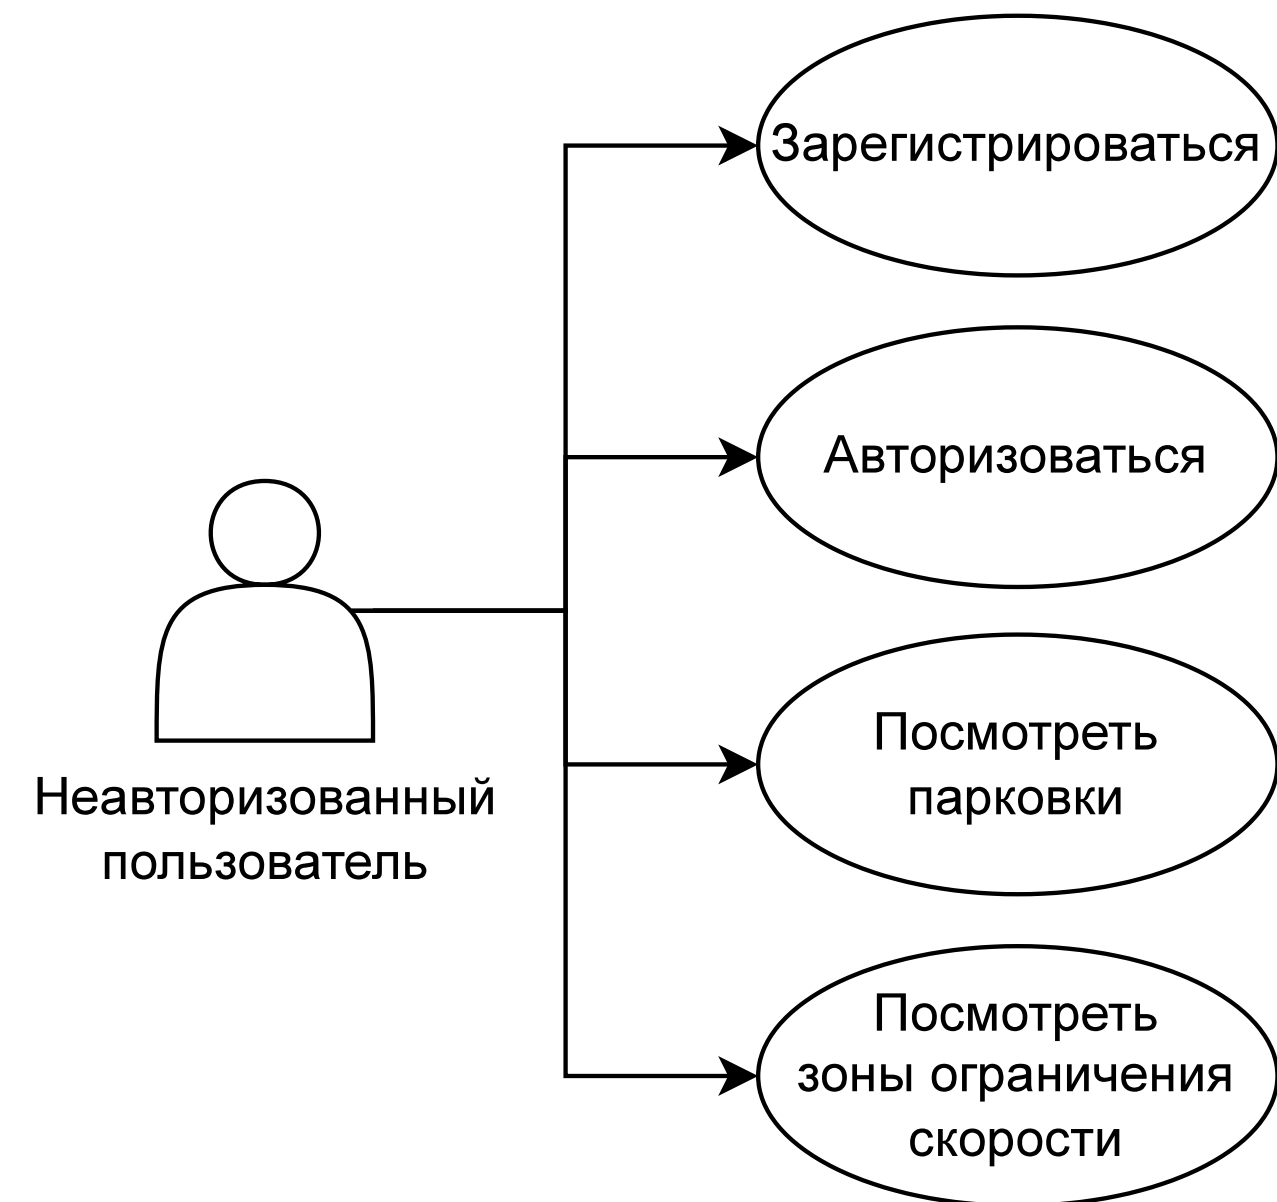 Зарегистрироваться
Авторизоваться
Посмотреть
парковки
Неавторизованный
пользователь
Посмотреть
зоны ограничения
скорости